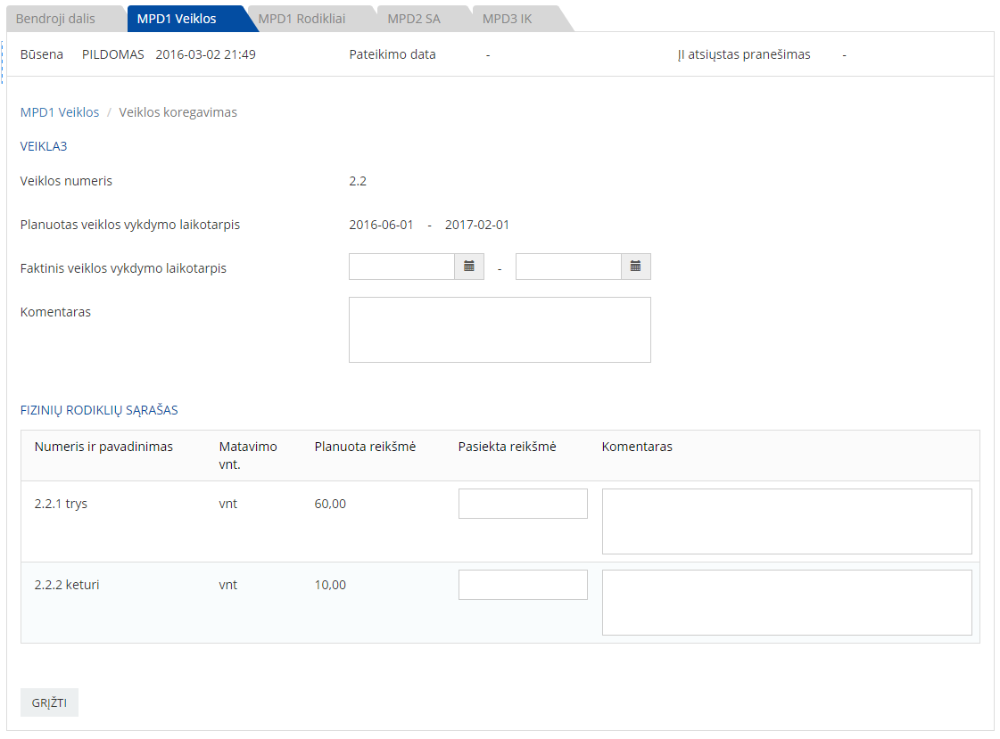 Bendroji dalis MPD1 Veiklos MPD1 Rodikliai MPD2 SA MPD3 IK
Būsena PILDOMAS 2016-03-02 21:49 Pateikimo data - ĮI atsiųstas pranešimas -
MPD1 Veiklos / Veiklos koregavimas
VEIKLA3
Veiklos numeris 2.2
Planuotas veiklos vykdymo laikotarpis 2016-06-01 - 2017-02-01
Faktinis veiklos vykdymo laikotarpis -
Komentaras
FIZINIŲ RODIKLIŲ SĄRAŠAS
Numeris ir pavadinimas Matavimo vnt. Planuota reikšmė Pasiekta reikšmė Komentaras
2.2.1 trys vnt 60,00
2.2.2 keturi vnt 10,00
GRĮŽTI